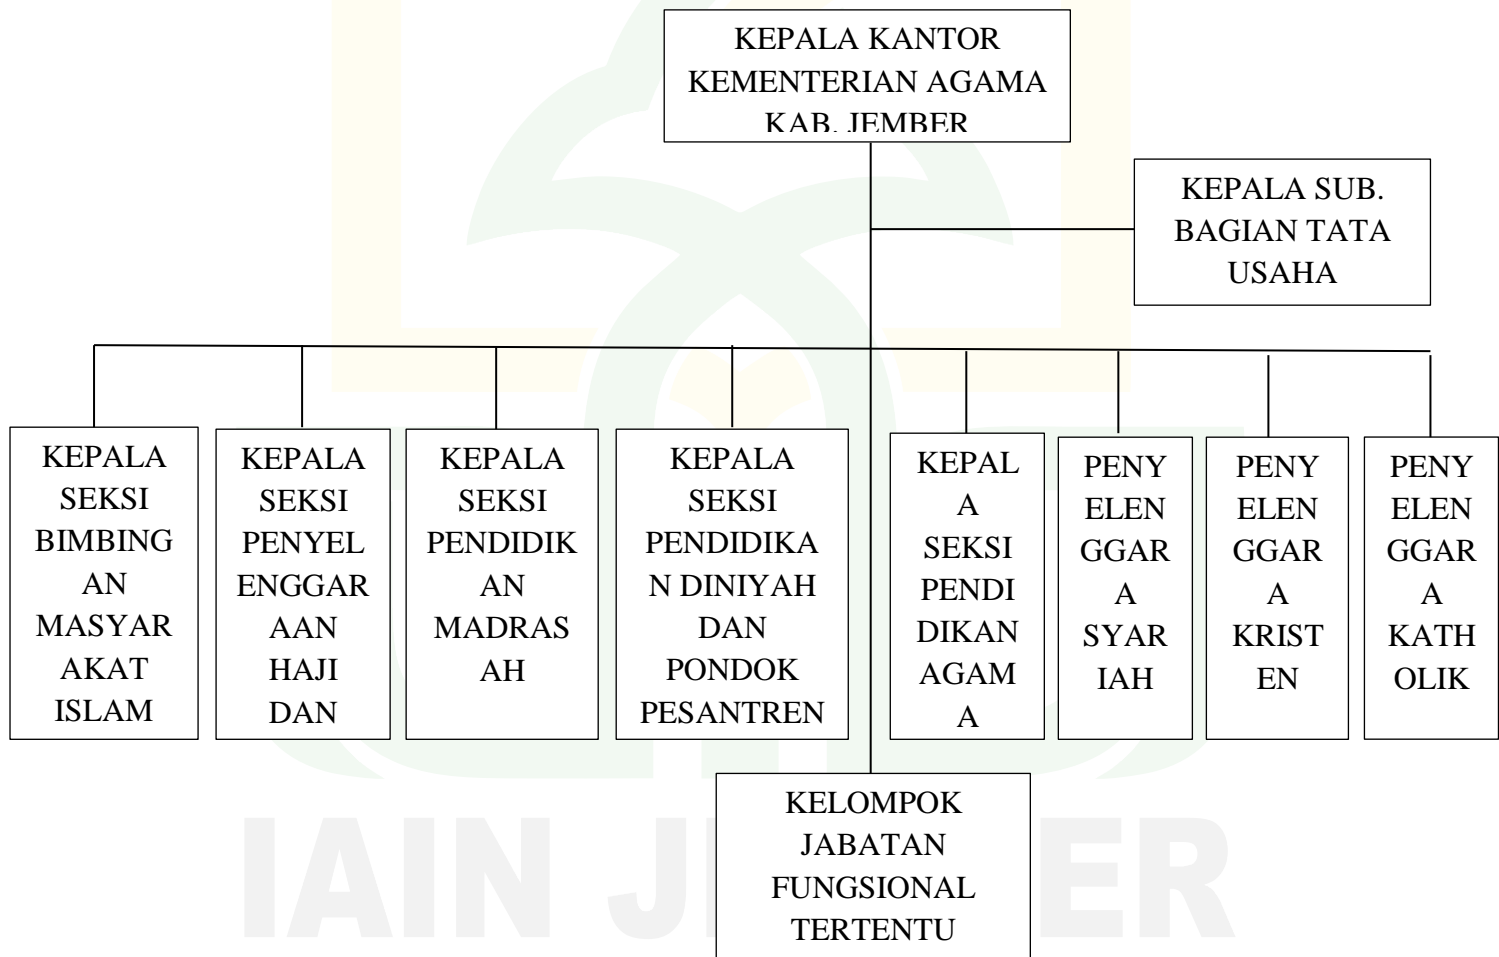 KEPALA KANTOR
KEMENTERIAN AGAMA
KAB. JEMBER
KEPALA SUB.
BAGIAN TATA
USAHA
KEPALA
SEKSI
BIMBING
AN
MASYAR
AKAT
ISLAM
KEPALA
SEKSI
PENYEL
ENGGAR
AAN
HAJI
DAN
KEPALA
SEKSI
PENDIDIK
AN
MADRAS
AH
KEPALA
SEKSI
PENDIDIKA
N DINIYAH
DAN
PONDOK
PESANTREN
KEPAL
A
SEKSI
PENDI
DIKAN
AGAM
A
PENY
ELEN
GGAR
A
SYAR
IAH
PENY
ELEN
GGAR
A
KRIST
EN
PENY
ELEN
GGAR
A
KATH
OLIK
KELOMPOK
JABATAN
FUNGSIONAL
TERTENTU
IAIN JEMBER